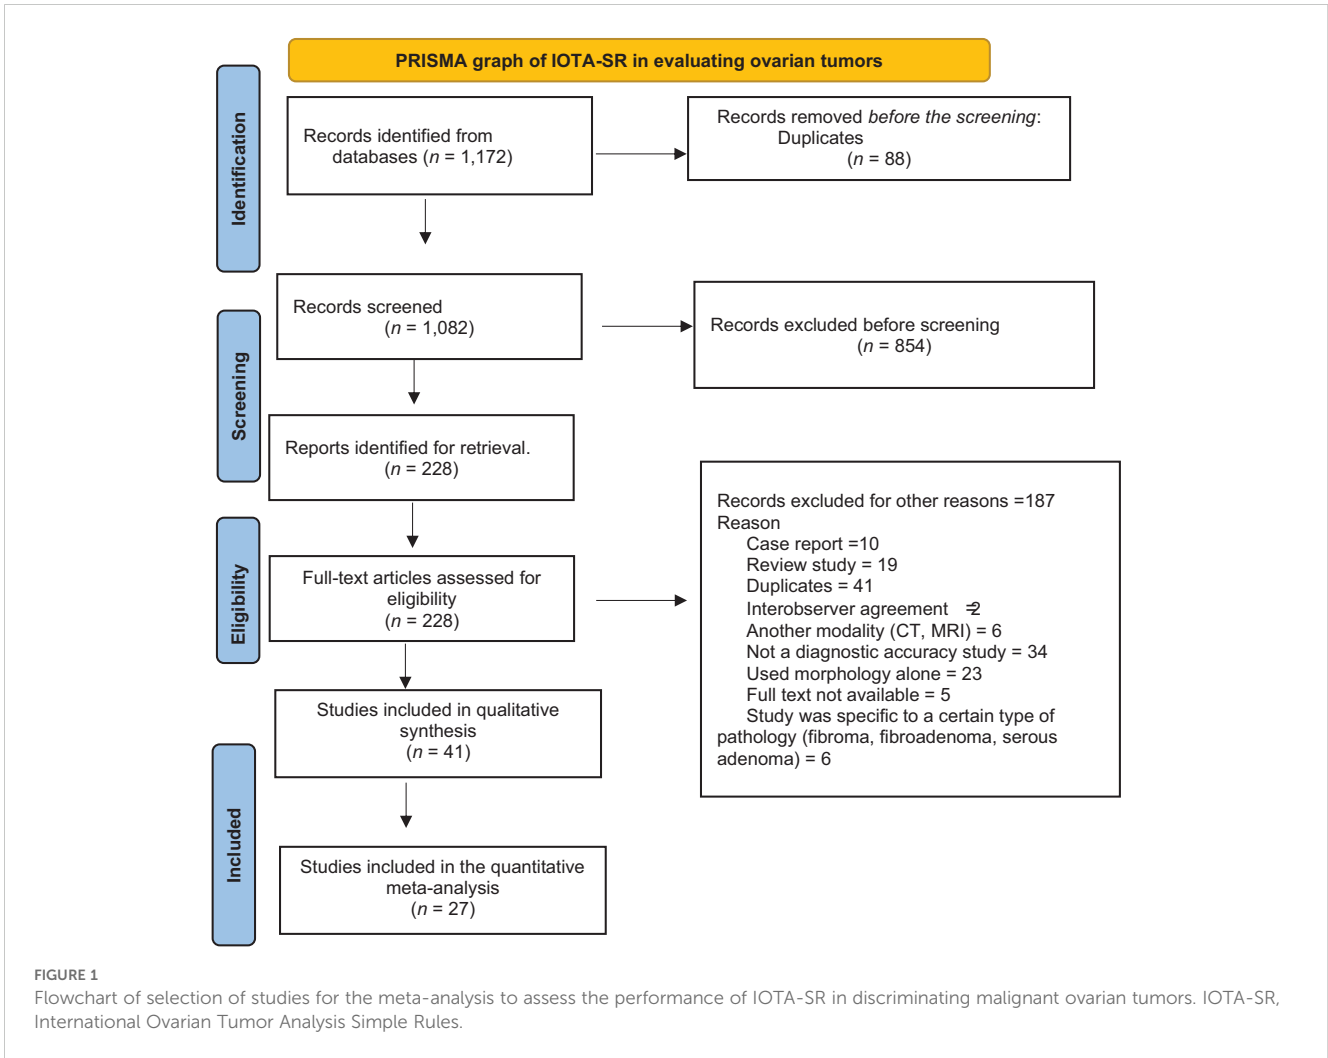 PRISMA graph of IOTA-SR in evaluating ovarian tumors
Identification
Records identified from
databases (n = 1,172)
Records removed before the screening:
Duplicates
(n = 88)
Screening
Records screened
(n = 1,082)
Records excluded before screening
(n = 854)
Reports identified for retrieval.
(n = 228)
Eligibility
Full-text articles assessed for
eligibility
(n = 228)
Records excluded for other reasons =187
Reason
Case report =10
Review study = 19
Duplicates = 41
Interobserver agreement =2
Another modality (CT, MRI) = 6
Not a diagnostic accuracy study = 34
Used morphology alone = 23
Full text not available = 5
Study was specific to a certain type of
pathology (fibroma, fibroadenoma, serous
adenoma) = 6
Included
Studies included in qualitative
synthesis
(n = 41)
Studies included in the quantitative
meta-analysis
(n = 27)
FIGURE 1
Flowchart of selection of studies for the meta-analysis to assess the performance of IOTA-SR in discriminating malignant ovarian tumors. IOTA-SR,
International Ovarian Tumor Analysis Simple Rules.